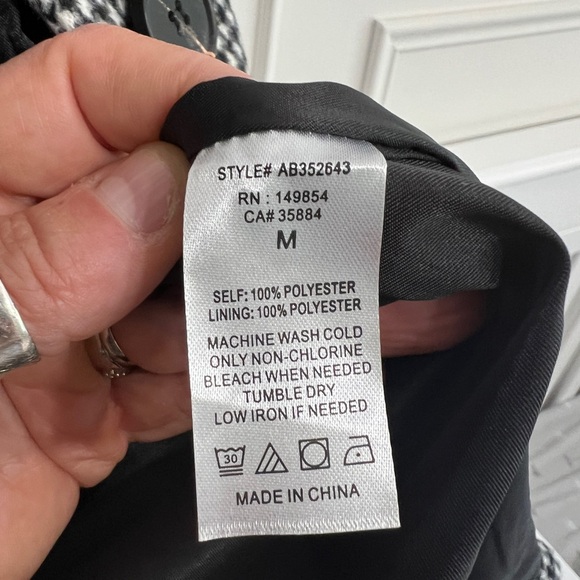 STYLE# AB352643
RN : 149854
CA# 35884
M
SELF: 100% POLYESTER
LINING: 100% POLYESTER
MACHINE WASH COLD
ONLY NON-CHLORINE
BLEACH WHEN NEEDED
TUMBLE DRY
LOW IRON IF NEEDED
30
MADE IN CHINA